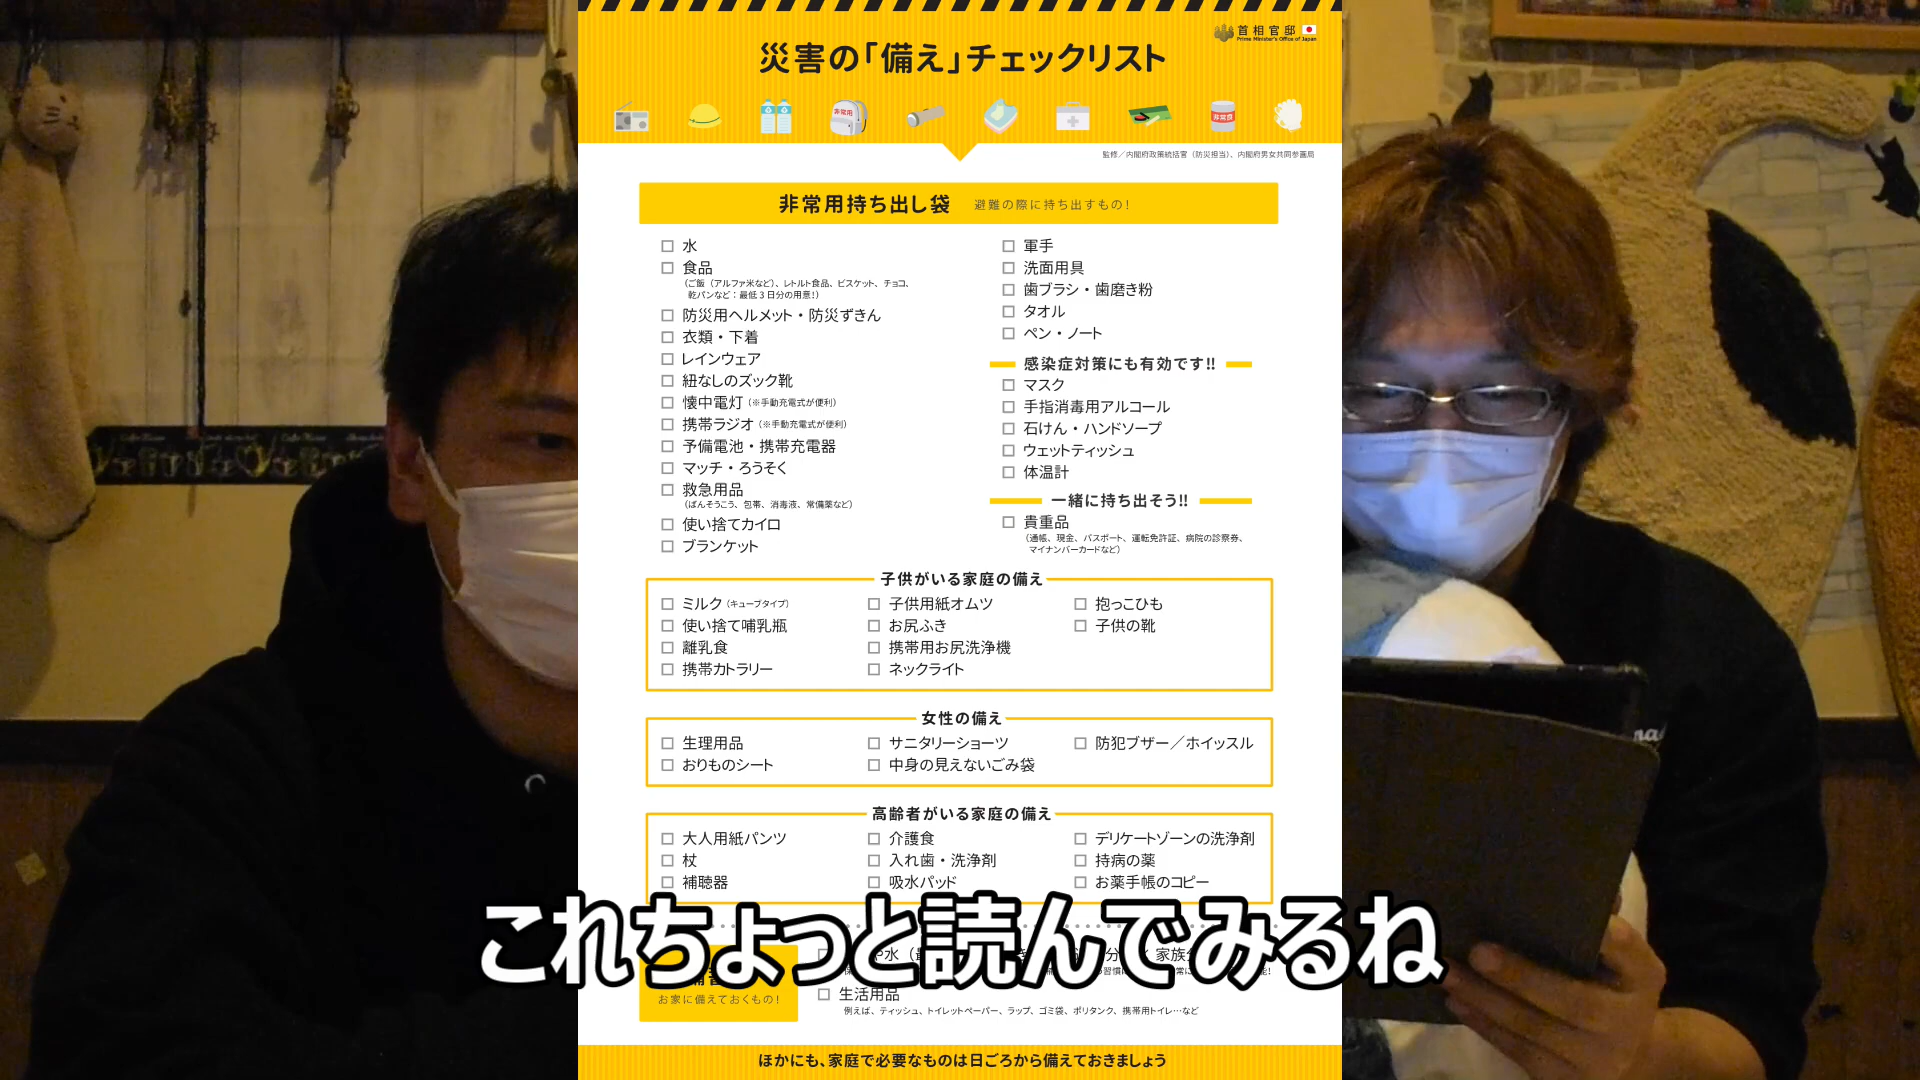 首相官邸
Prime Minister's Office of Japan
災害の「備え」チェックリスト
非常用
非常食
監修／内閣府政策統括官（防災担当）、内閣府男女共同参画局
非常用持ち出し袋 避難の際に持ち出すもの！
水
食品
（ご飯（アルファ米など）、レトルト食品、ビスケット、チョコ、
乾パンなど：最低３日分の用意！）
防災用ヘルメット・防災ずきん
衣類・下着
レインウェア
紐なしのズック靴
懐中電灯（※手動充電式が便利）
携帯ラジオ（※手動充電式が便利）
予備電池・携帯充電器
マッチ・ろうそく
救急用品
（ばんそうこう、包帯、消毒液、常備薬など）
使い捨てカイロ
ブランケット
軍手
洗面用具
歯ブラシ・歯磨き粉
タオル
ペン・ノート
感染症対策にも有効です!!
マスク
手指消毒用アルコール
石けん・ハンドソープ
ウェットティッシュ
体温計
一緒に持ち出そう!!
貴重品
（通帳、現金、パスポート、運転免許証、病院の診察券、
マイナンバーカードなど）
子供がいる家庭の備え
ミルク（キューブタイプ）
使い捨て哺乳瓶
離乳食
携帯カトラリー
子供用紙オムツ
お尻ふき
携帯用お尻洗浄機
ネックライト
抱っこひも
子供の靴
女性の備え
生理用品
おりものシート
サニタリーショーツ
中身の見えないごみ袋
防犯ブザー／ホイッスル
高齢者がいる家庭の備え
大人用紙パンツ
杖
補聴器
介護食
入れ歯・洗浄剤
吸水パッド
デリケートゾーンの洗浄剤
持病の薬
お薬手帳のコピー
これちょっと読んでみるね
お家に備えておくもの！
生活用品
例えば、ティッシュ、トイレットペーパー、ラップ、ゴミ袋、ポリタンク、携帯用トイレ…など
ほかにも、家庭で必要なものは日ごろから備えておきましょう